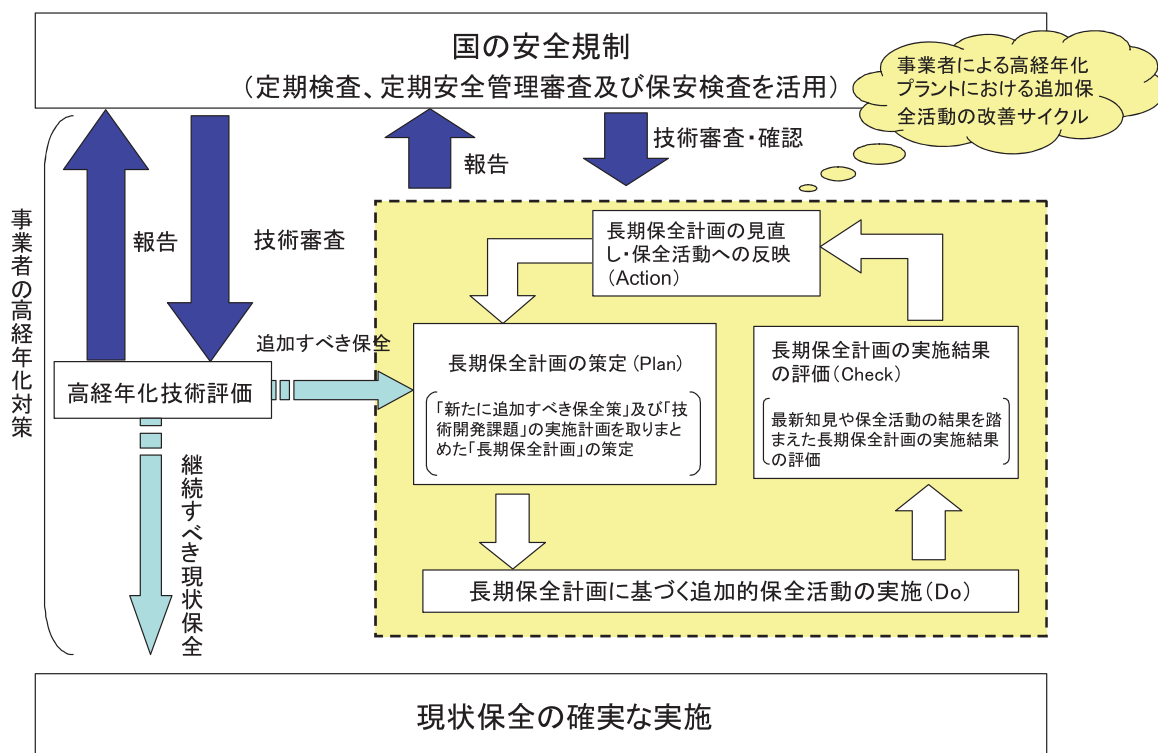 国の安全規制
（定期検査、定期安全管理審査及び保安検査を活用）
事業者による高経年化
プラントにおける追加保
全活動の改善サイクル
事業者の高経年化対策
報告
技術審査
報告
技術審査・確認
長期保全計画の見直
し・保全活動への反映
（Action）
追加すべき保全
高経年化技術評価
長期保全計画の策定（Plan）
「新たに追加すべき保全策」及び「技
術開発課題」の実施計画を取りまと
めた「長期保全計画」の策定
長期保全計画の実施結果
の評価（Check）
最新知見や保全活動の結果を踏
まえた長期保全計画の実施結果
の評価
継続すべき現状保全
長期保全計画に基づく追加的保全活動の実施（Do）
現状保全の確実な実施